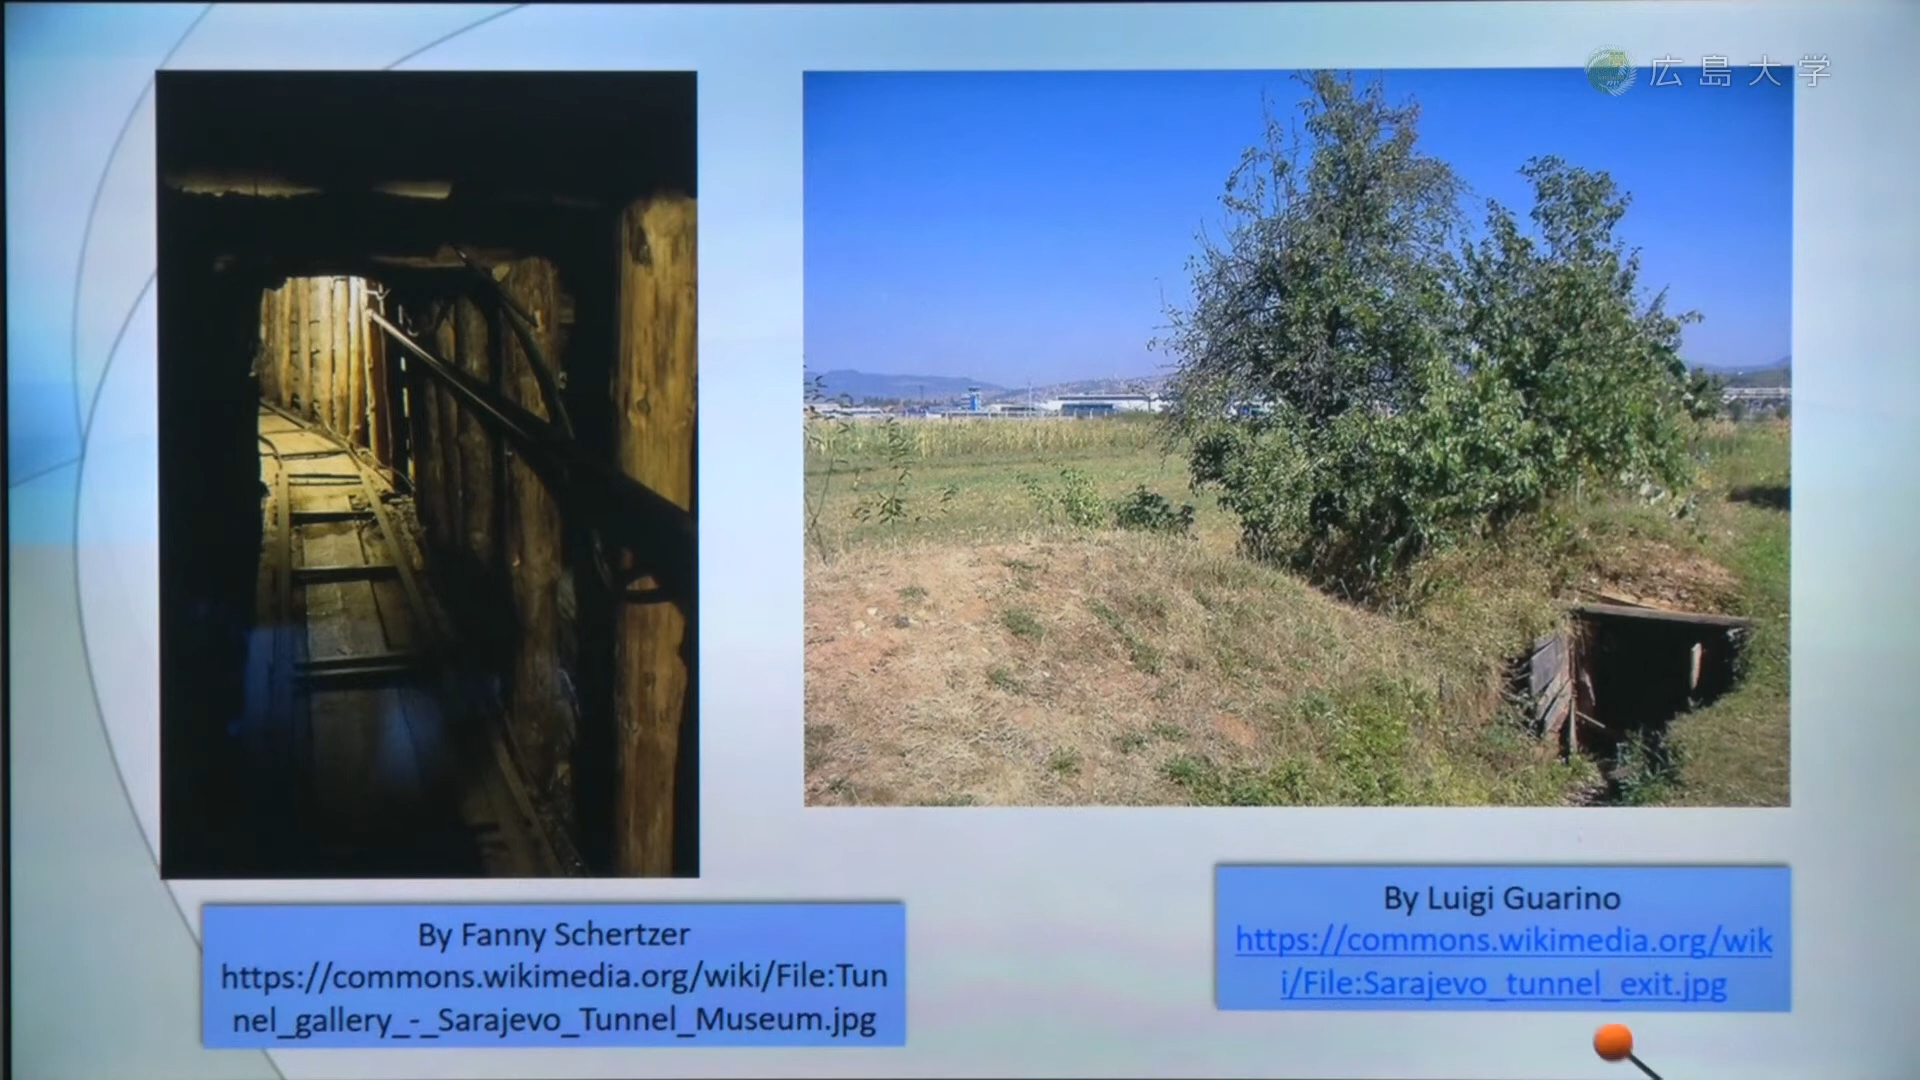 広島大学
By Fanny Schertzer
https://commons.wikimedia.org/wiki/File:Tun
nel_gallery_-_Sarajevo_Tunnel_Museum.jpg
By Luigi Guarino
https://commons.wikimedia.org/wik
i/File:Sarajevo_tunnel_exit.jpg